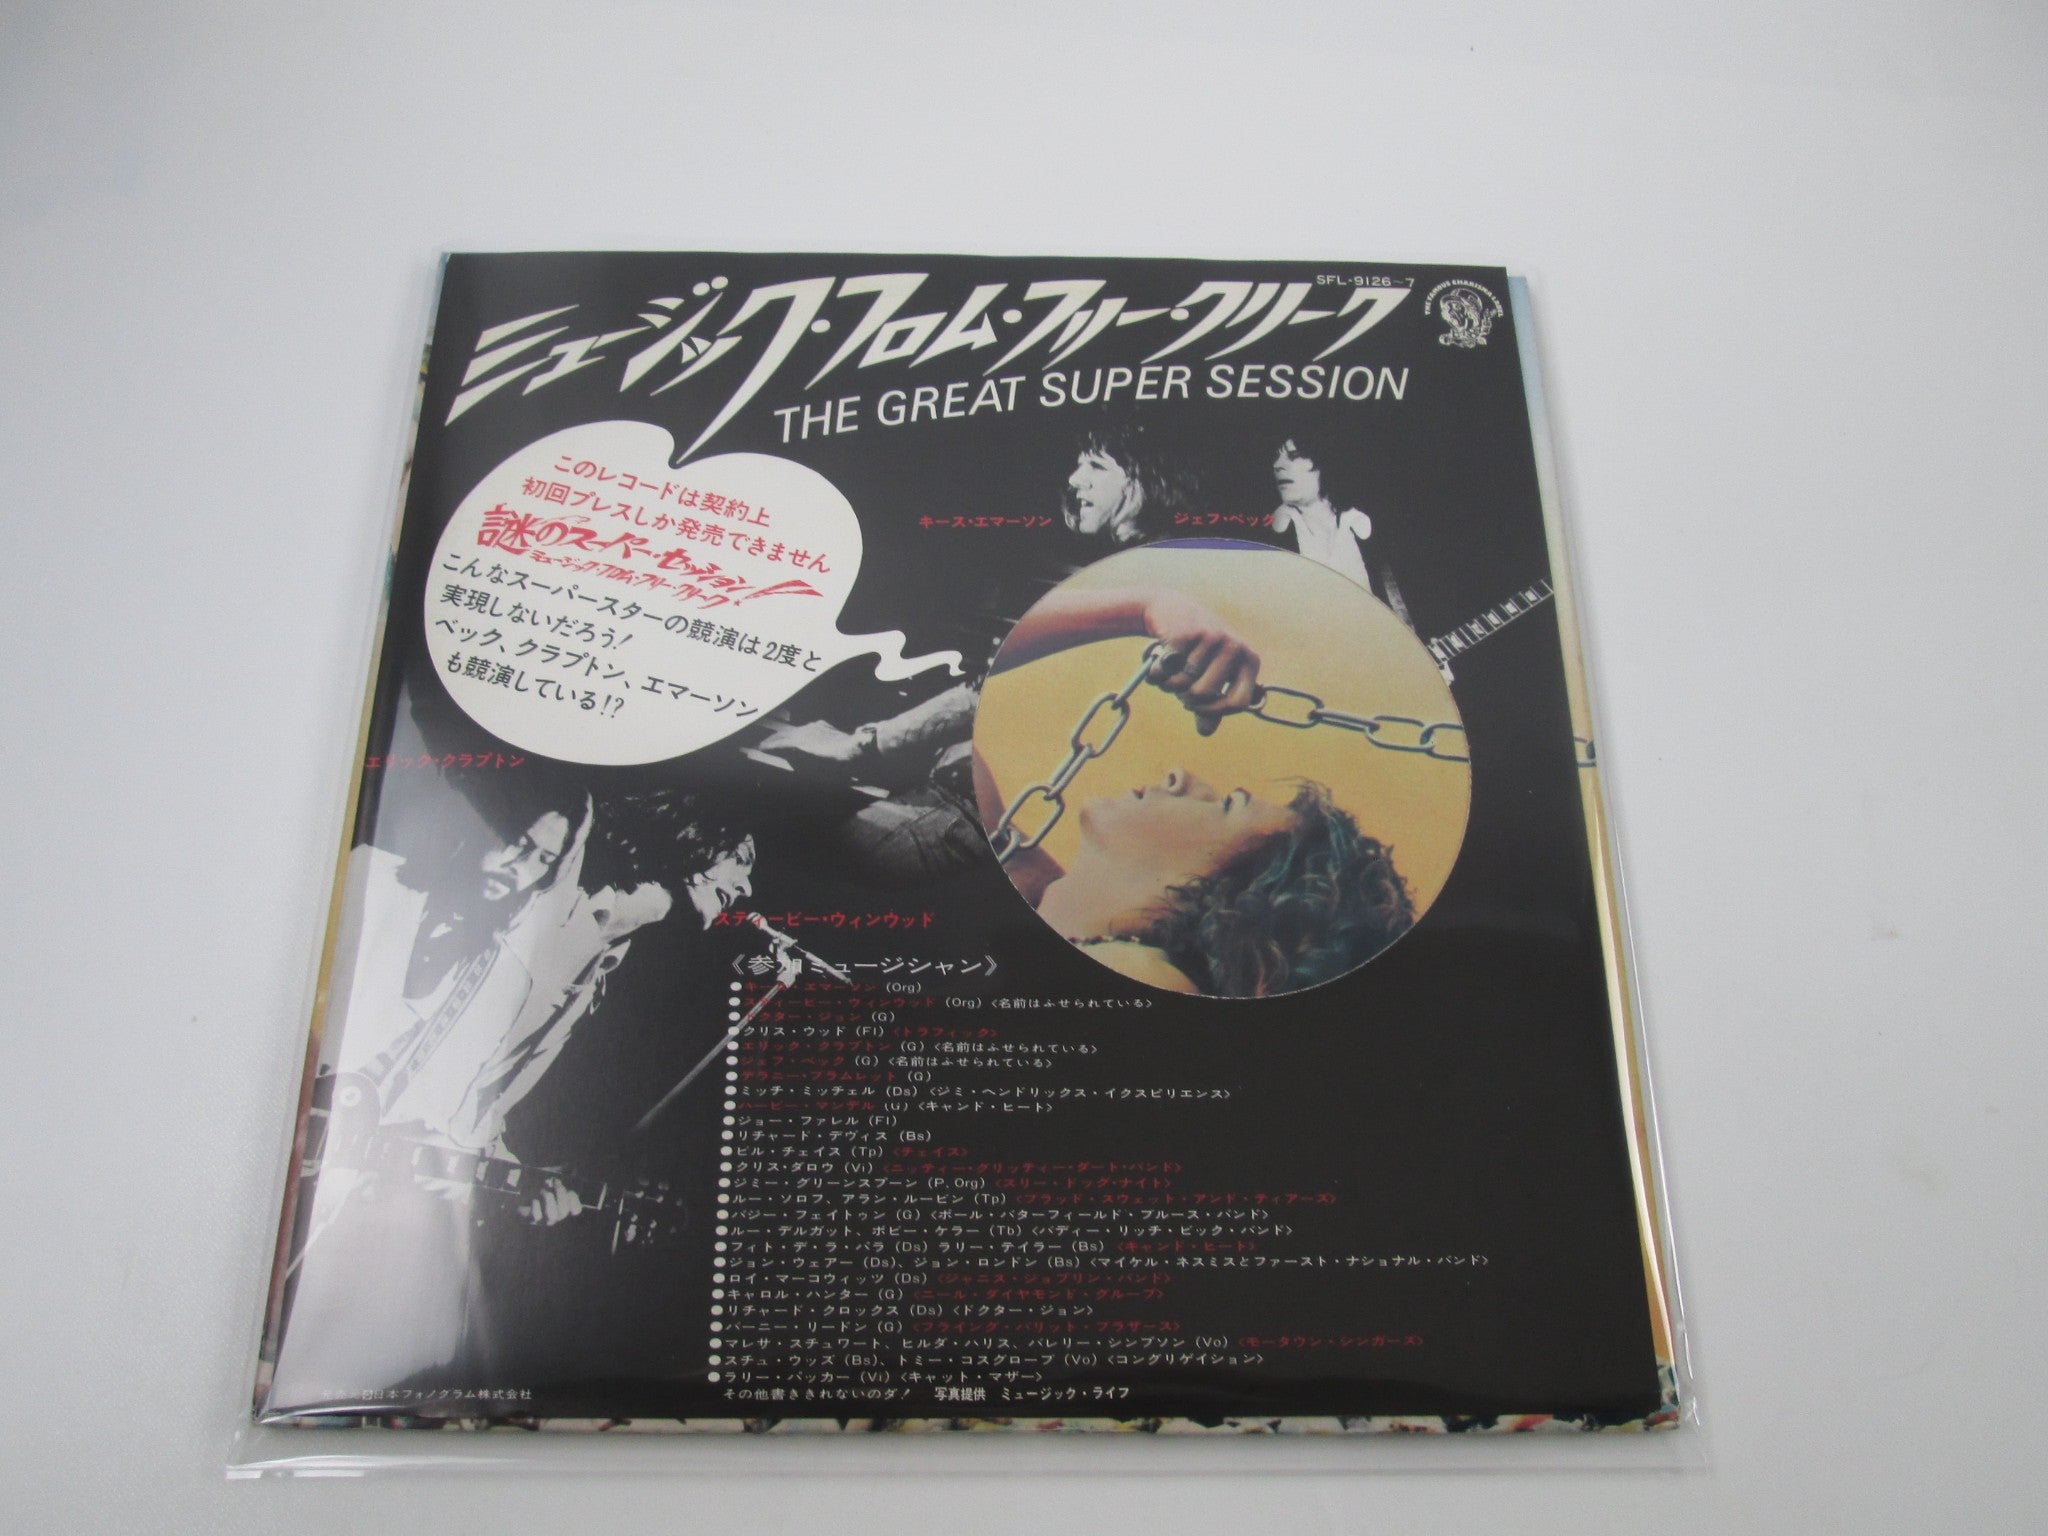 SFL-9126~7
THE FAMOUS CHARISMA LABEL
ミュージック・フロム・フリー・クリーク
THE GREAT SUPER SESSION
このレコードは契約上
初回プレスしか発売できません
謎のスーパー・セッション!
ミュージック・フロム・フリー・クリーク
こんなスーパースターの競演は2度と
実現しないだろう!
ベック、クラプトン、エマーソン
も競演している!?
キース・エマーソン
ジェフ・ベック
エリック・クラプトン
スティービー・ウィンウッド
《参加ミュージシャン》
●キース・エマーソン (Org)
●スティービー・ウィンウッド (Org) <名前はふせられている>
●ドクター・ジョン (G)
●クリス・ウッド (Fl) <トラフィック>
●エリック・クラプトン (G) <名前はふせられている>
●ジェフ・ベック (G) <名前はふせられている>
●デラニー・ブラムレット (G)
●ミッチ・ミッチェル (Ds) <ジミ・ヘンドリックス・イクスピリエンス>
●ハービー・マンデル (G) <キャンド・ヒート>
●ジョー・ファレル (Fl)
●リチャード・デヴィス (Bs)
●ビル・チェイス (Tp) <チェイス>
●クリス・ダロウ (Vi) <ニッティー・グリッティー・ダート・バンド>
●ジミー・グリーンスプーン (P, Org) <スリー・ドッグ・ナイト>
●ルー・ソロフ、アラン・ルービン (Tp) <ブラッド・スウェット・アンド・ティアーズ>
●バジー・フェイトゥン (G) <ポール・バターフィールド・ブルース・バンド>
●ルー・デルガット、ボビー・ケラー (Tb) <バディー・リッチ・ビック・バンド>
●フィト・デ・ラ・パラ (Ds) ラリー・テイラー (Bs) <キャンド・ヒート>
●ジョン・ウェアー (Ds)、ジョン・ロンドン (Bs) <マイケル・ネスミスとファースト・ナショナル・バンド>
●ロイ・マーコウィッツ (Ds) <ジャニス・ジョプリン・バンド>
●キャロル・ハンター (G) <ニール・ダイヤモンド・グループ>
●リチャード・クロックス (Ds) <ドクター・ジョン>
●バーニー・リードン (G) <フライング・バリット・ブラザース>
●マレサ・スチュワート、ヒルダ・ハリス、バレリー・シンプソン (Vo) <モータウン・シンガーズ>
●スチュ・ウッズ (Bs)、トミー・コスグローブ (Vo) <コングリゲイション>
●ラリー・パッカー (Vi) <キャット・マザー>
その他書ききれないのダ! 写真提供 ミュージック・ライフ
発売元 日本フォノグラム株式会社